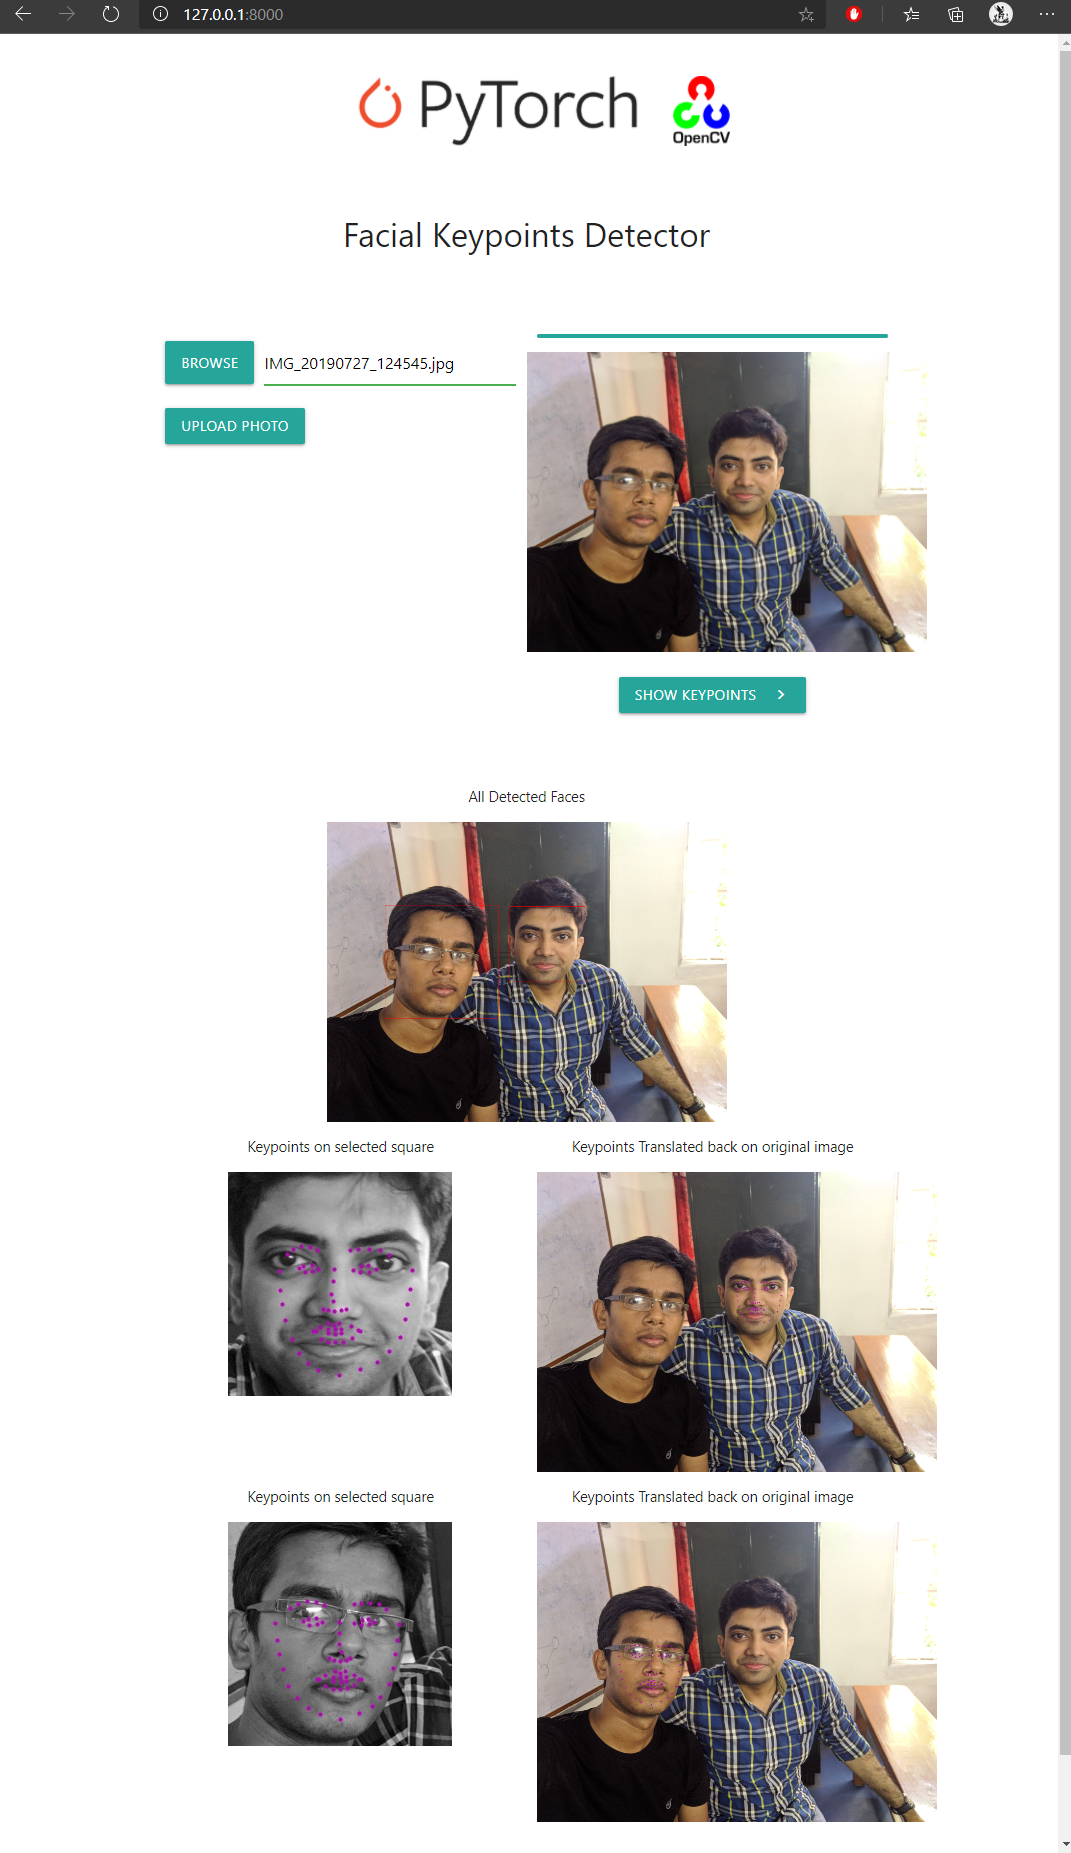 127.0.0.1:8000
PyTorch
OpenCV
Facial Keypoints Detector
BROWSE
IMG_20190727_124545.jpg
UPLOAD PHOTO
SHOW KEYPOINTS
All Detected Faces
Keypoints on selected square
Keypoints Translated back on original image
Keypoints on selected square
Keypoints Translated back on original image